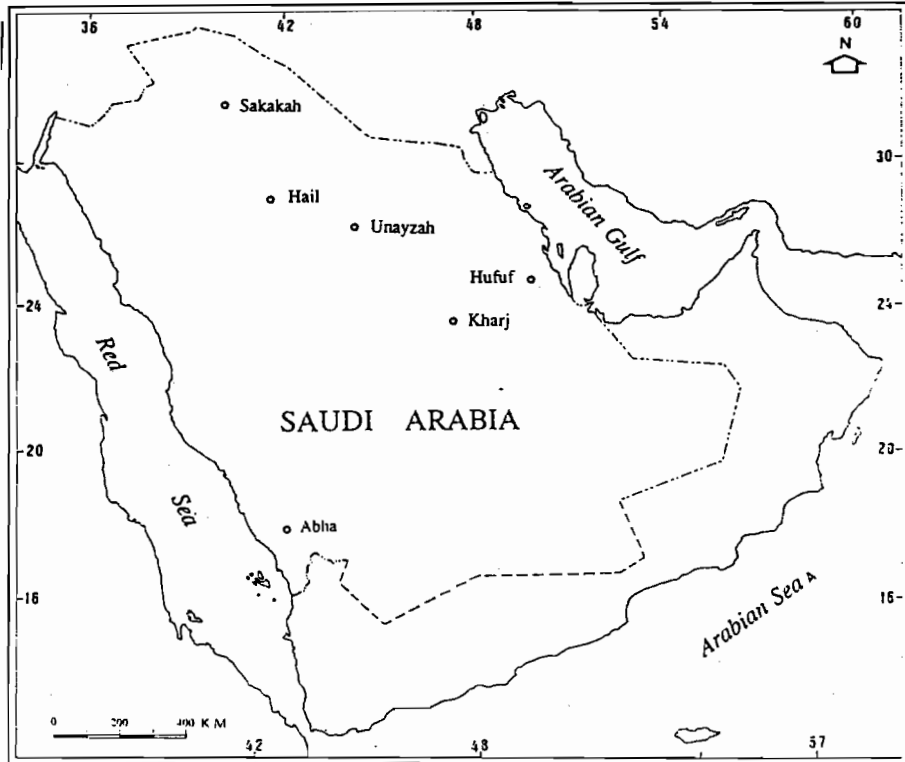 36 42 48 54 60
N
Sakakah
30
Hail
Arabian Gulf
Unayzah
Hufuf
24 24
Kharj
Red
SAUDI ARABIA
20 20
Sea
Abha
16 16
Arabian Sea
0 200 400 KM
42 48 57